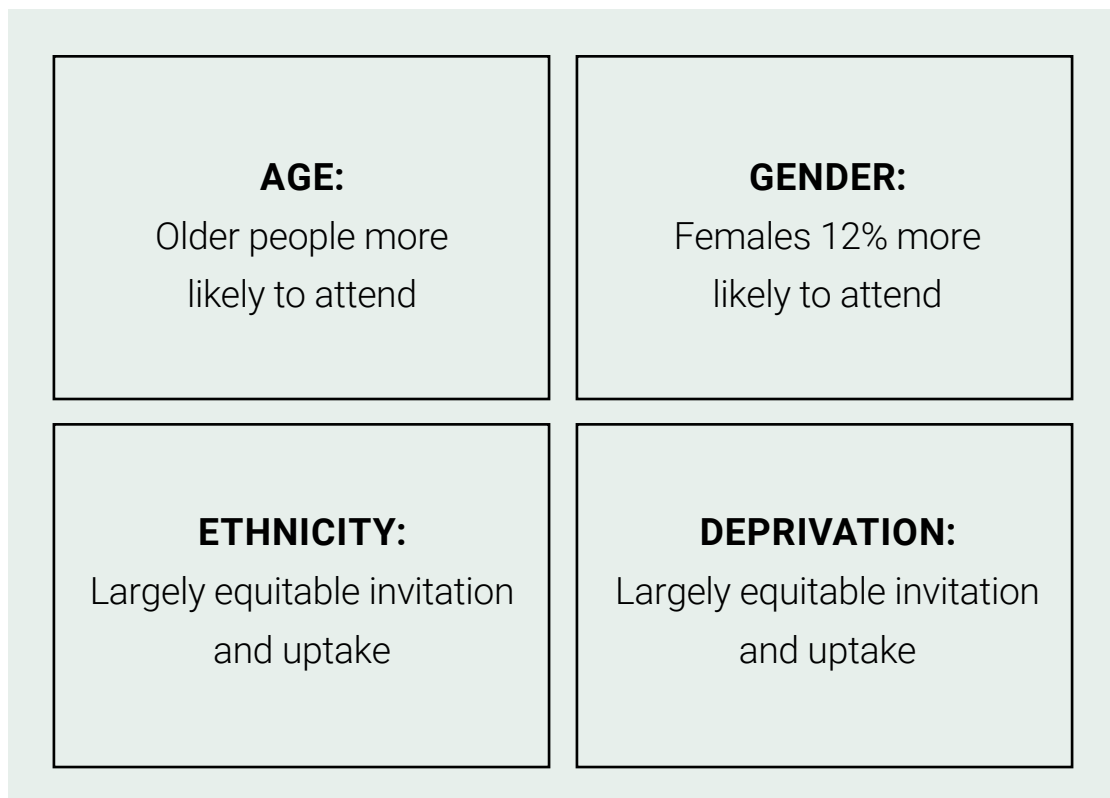 AGE:
Older people more
likely to attend
GENDER:
Females 12% more
likely to attend
ETHNICITY:
Largely equitable invitation
and uptake
DEPRIVATION:
Largely equitable invitation
and uptake